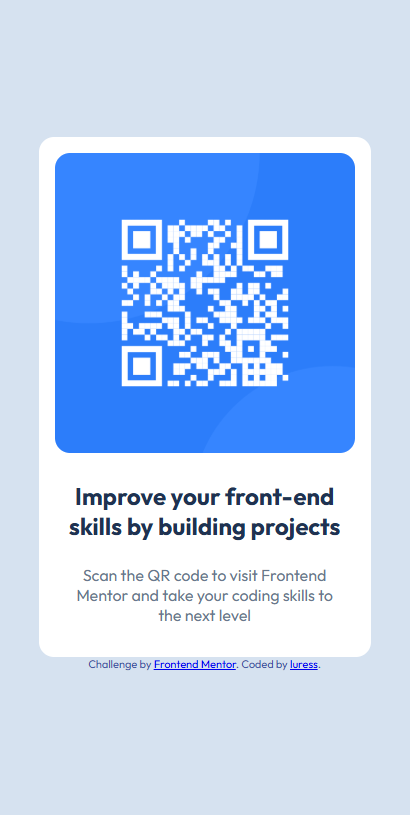 Improve your front-end
skills by building projects
Scan the QR code to visit Frontend
Mentor and take your coding skills to
the next level
Challenge by Frontend Mentor. Coded by luress.